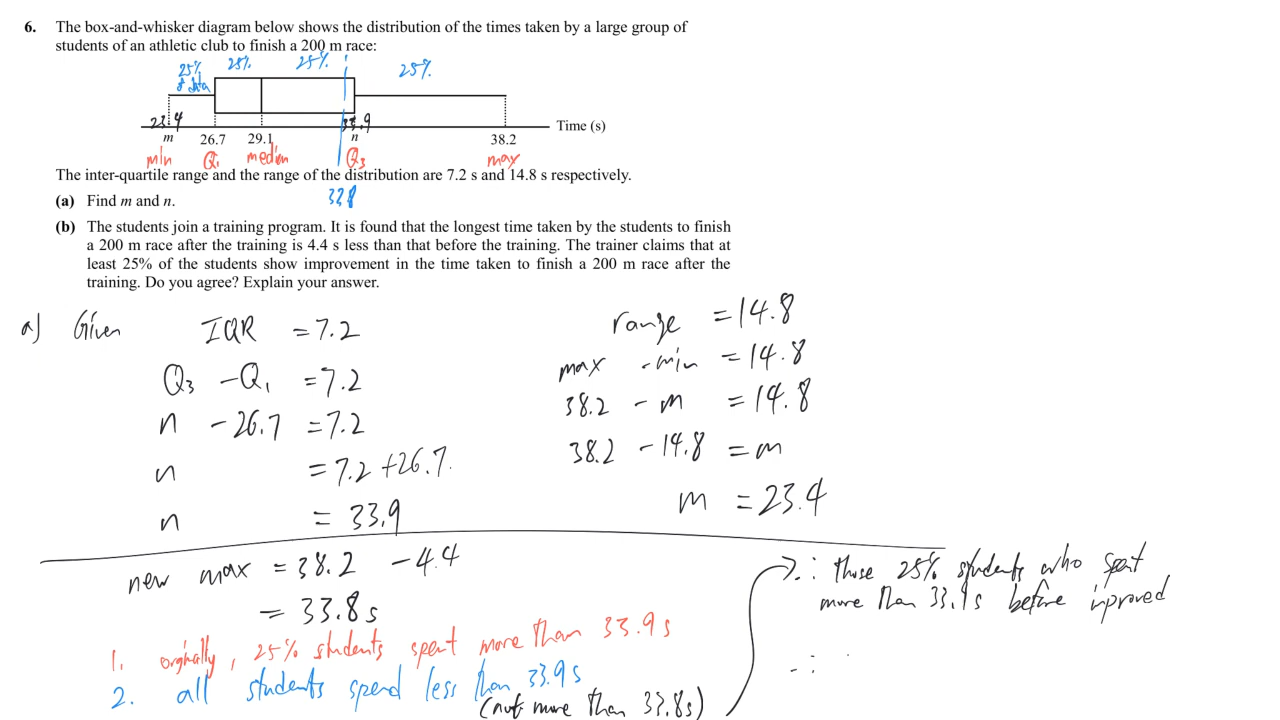 6. The box-and-whisker diagram below shows the distribution of the times taken by a large group of
students of an athletic club to finish a 200 m race:
25% of data 25% 25% 25%
23.4 33.9
m 26.7 29.1 n 38.2 Time (s)
min Q₁ median Q₃ max
The inter-quartile range and the range of the distribution are 7.2 s and 14.8 s respectively.
(a) Find m and n.
(b) The students join a training program. It is found that the longest time taken by the students to finish
a 200 m race after the training is 4.4 s less than that before the training. The trainer claims that at
least 25% of the students show improvement in the time taken to finish a 200 m race after the
training. Do you agree? Explain your answer.
a) Given IQR = 7.2
Q₃ - Q₁ = 7.2
n - 26.7 = 7.2
n = 7.2 + 26.7
n = 33.9
range = 14.8
max - min = 14.8
38.2 - m = 14.8
38.2 - 14.8 = m
m = 23.4
new max = 38.2 - 4.4
= 33.8 s
1. orginally, 25% students spent more than 33.9 s
2. all students spend less than 33.9 s
(not more than 33.8s)
∴ those 25% students who spent
more than 33.9s before inproved